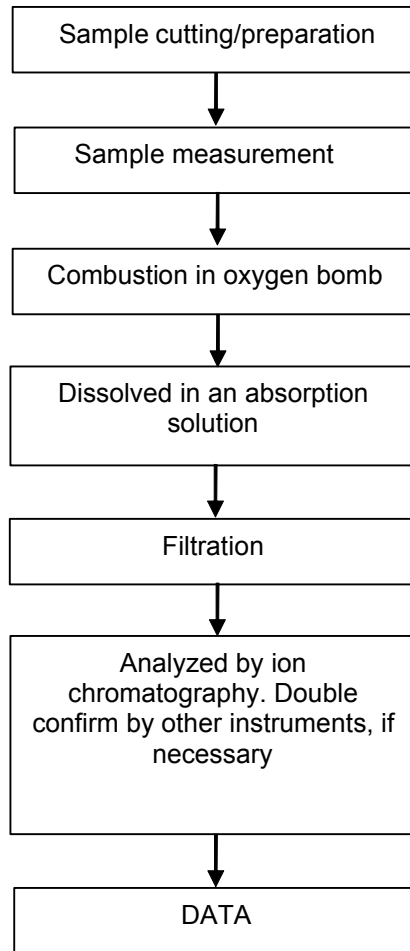 Sample cutting/preparation
Sample measurement
Combustion in oxygen bomb
Dissolved in an absorption
solution
Filtration
Analyzed by ion
chromatography. Double
confirm by other instruments, if
necessary
DATA